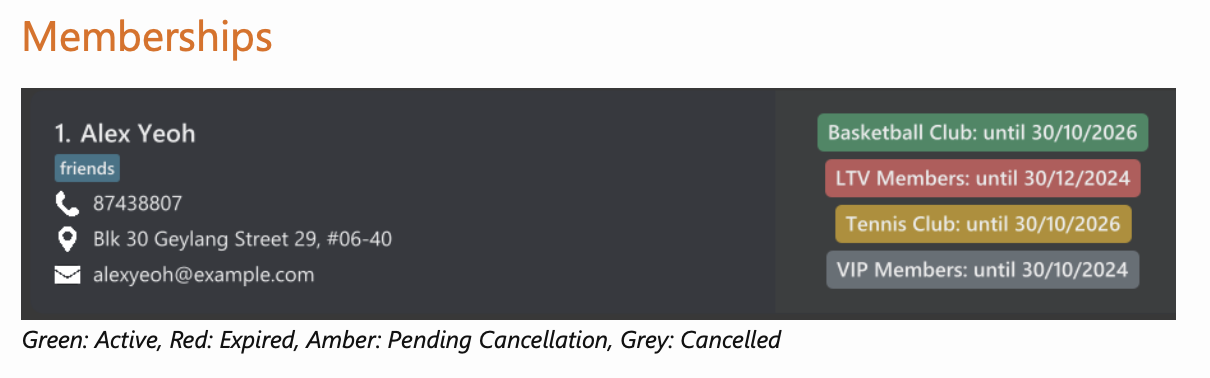 Memberships
1. Alex Yeoh
friends
87438807
Blk 30 Geylang Street 29, #06-40
alexyeoh@example.com
Basketball Club: until 30/10/2026
LTV Members: until 30/12/2024
Tennis Club: until 30/10/2026
VIP Members: until 30/10/2024
Green: Active, Red: Expired, Amber: Pending Cancellation, Grey: Cancelled